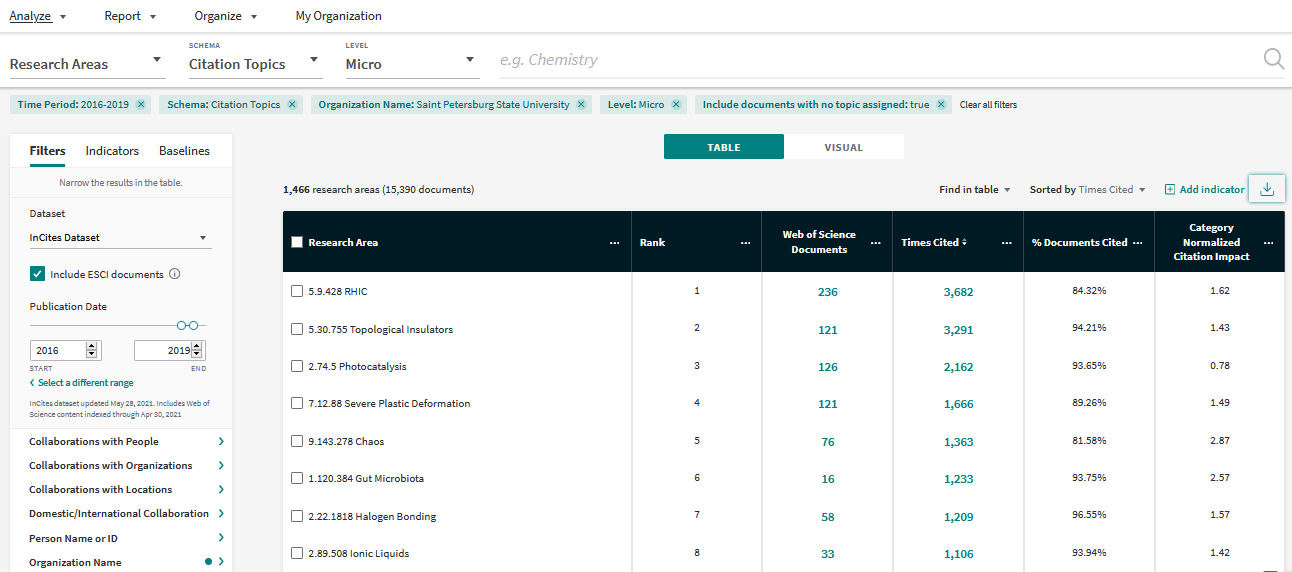 Analyze Report Organize My Organization
SCHEMA LEVEL
Research Areas Citation Topics Micro e.g. Chemistry
Time Period: 2016-2019 Schema: Citation Topics Organization Name: Saint Petersburg State University Level: Micro Include documents with no topic assigned: true Clear all filters
Filters Indicators Baselines
TABLE VISUAL
Narrow the results in the table.
1,466 research areas (15,390 documents) Find in table Sorted by Times Cited Add indicator
Dataset
InCites Dataset
Include ESCI documents
Publication Date
2016 2019
START END
Select a different range
InCites dataset updated May 28, 2021. Includes Web of
Science content indexed through Apr 30, 2021
Collaborations with People
Collaborations with Organizations
Collaborations with Locations
Domestic/International Collaboration
Person Name or ID
Organization Name
Research Area Rank Web of Science Documents Times Cited % Documents Cited Category Normalized Citation Impact
5.9.428 RHIC 1 236 3,682 84.32% 1.62
5.30.755 Topological Insulators 2 121 3,291 94.21% 1.43
2.74.5 Photocatalysis 3 126 2,162 93.65% 0.78
7.12.88 Severe Plastic Deformation 4 121 1,666 89.26% 1.49
9.143.278 Chaos 5 76 1,363 81.58% 2.87
1.120.384 Gut Microbiota 6 16 1,233 93.75% 2.57
2.22.1818 Halogen Bonding 7 58 1,209 96.55% 1.57
2.89.508 Ionic Liquids 8 33 1,106 93.94% 1.42